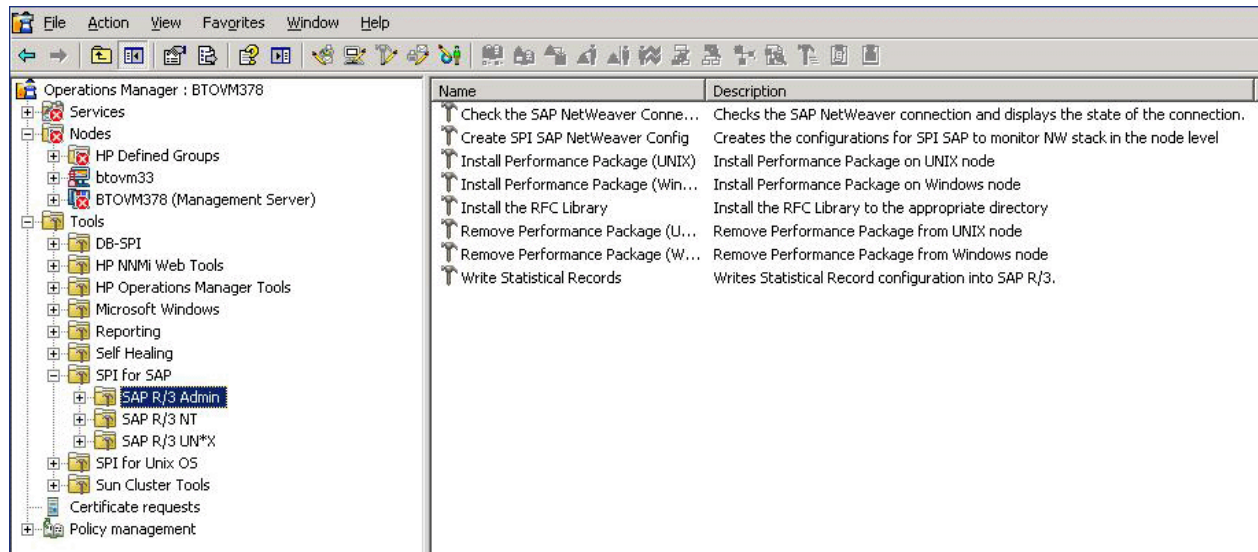 File Action View Favorites Window Help
Operations Manager : BTOVM378
Services
Nodes
HP Defined Groups
btovm33
BTOVM378 (Management Server)
Tools
DB-SPI
HP NNMi Web Tools
HP Operations Manager Tools
Microsoft Windows
Reporting
Self Healing
SPI for SAP
SAP R/3 Admin
SAP R/3 NT
SAP R/3 UN*X
SPI for Unix OS
Sun Cluster Tools
Certificate requests
Policy management
Name Description
Check the SAP NetWeaver Conne... Checks the SAP NetWeaver connection and displays the state of the connection.
Create SPI SAP NetWeaver Config Creates the configurations for SPI SAP to monitor NW stack in the node level
Install Performance Package (UNIX) Install Performance Package on UNIX node
Install Performance Package (Win... Install Performance Package on Windows node
Install the RFC Library Install the RFC Library to the appropriate directory
Remove Performance Package (U... Remove Performance Package from UNIX node
Remove Performance Package (W... Remove Performance Package from Windows node
Write Statistical Records Writes Statistical Record configuration into SAP R/3.